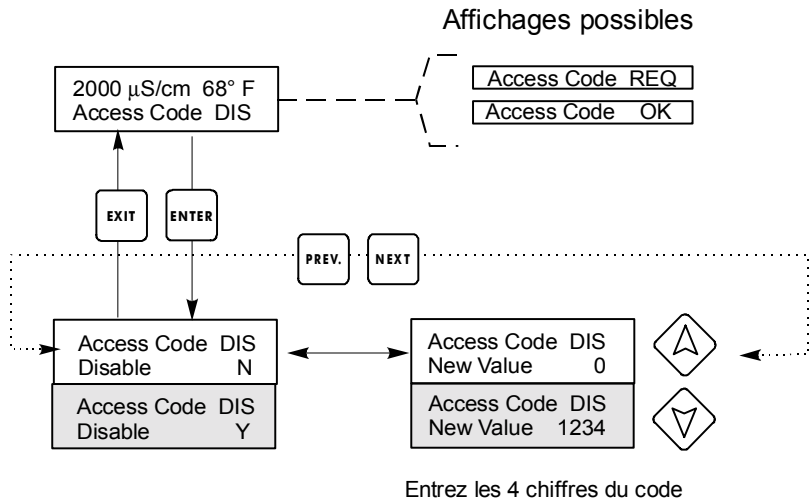 Affichages possibles
2000 μS/cm 68° F
Access Code DIS
Access Code REQ
Access Code OK
EXIT
ENTER
PREV.
NEXT
Access Code DIS
Disable N
Access Code DIS
Disable Y
Access Code DIS
New Value 0
Access Code DIS
New Value 1234
Entrez les 4 chiffres du code